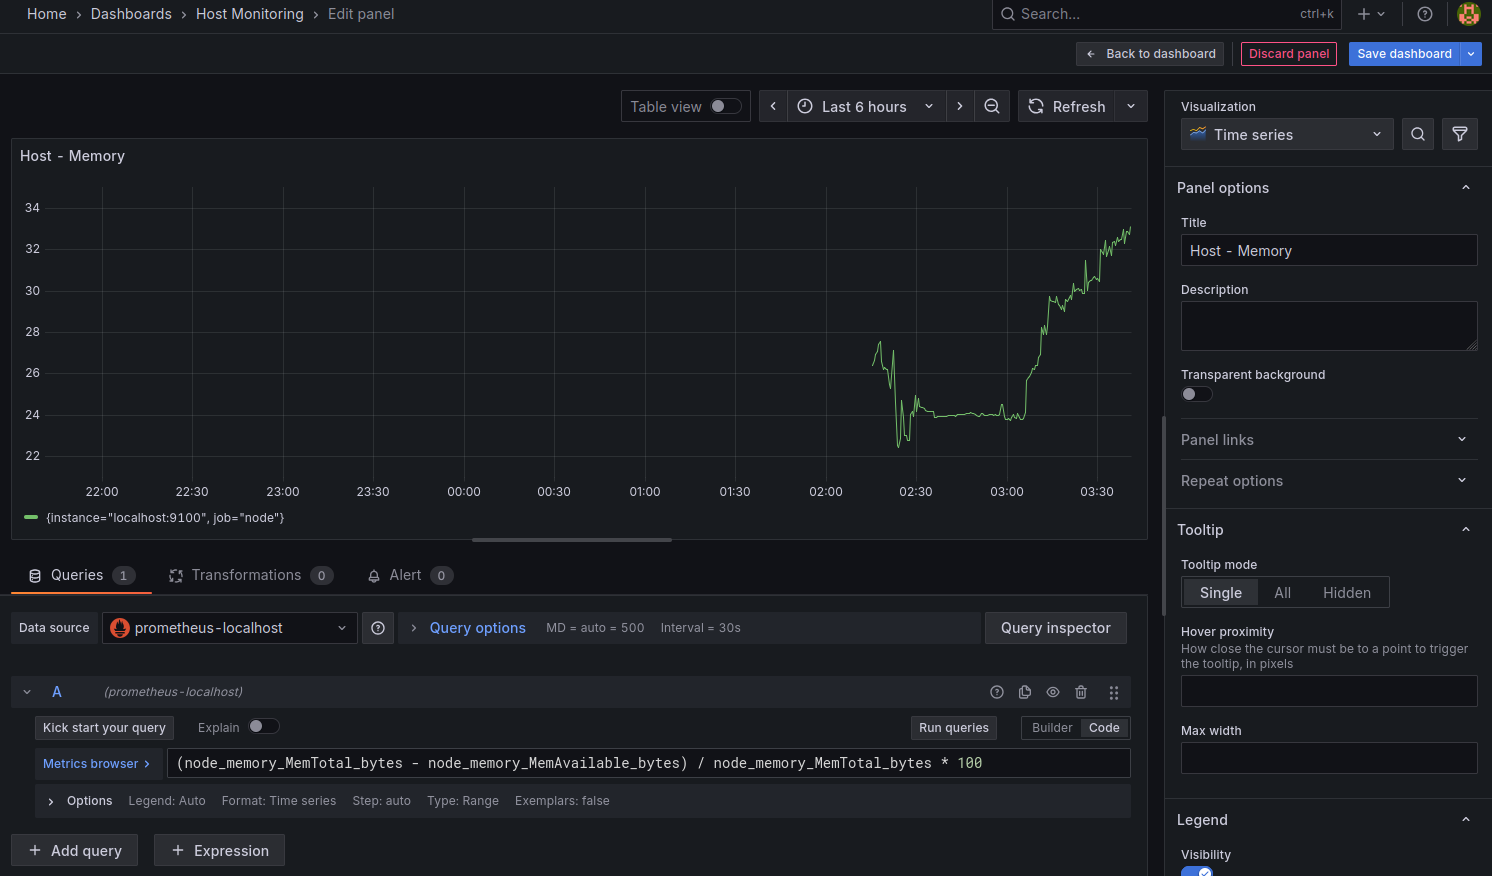 Home › Dashboards › Host Monitoring › Edit panel
Search...
ctrl+k
Back to dashboard
Discard panel
Save dashboard
Table view
Last 6 hours
Refresh
Host - Memory
34
32
30
28
26
24
22
22:00 22:30 23:00 23:30 00:00 00:30 01:00 01:30 02:00 02:30 03:00 03:30
{instance="localhost:9100", job="node"}
Queries 1
Transformations 0
Alert 0
Data source
prometheus-localhost
Query options
MD = auto = 500
Interval = 30s
Query inspector
A
(prometheus-localhost)
Kick start your query
Explain
Run queries
Builder
Code
Metrics browser
(node_memory_MemTotal_bytes - node_memory_MemAvailable_bytes) / node_memory_MemTotal_bytes * 100
Options
Legend: Auto
Format: Time series
Step: auto
Type: Range
Exemplars: false
+ Add query
+ Expression
Visualization
Time series
Panel options
Title
Host - Memory
Description
Transparent background
Panel links
Repeat options
Tooltip
Tooltip mode
Single
All
Hidden
Hover proximity
How close the cursor must be to a point to trigger
the tooltip, in pixels
Max width
Legend
Visibility